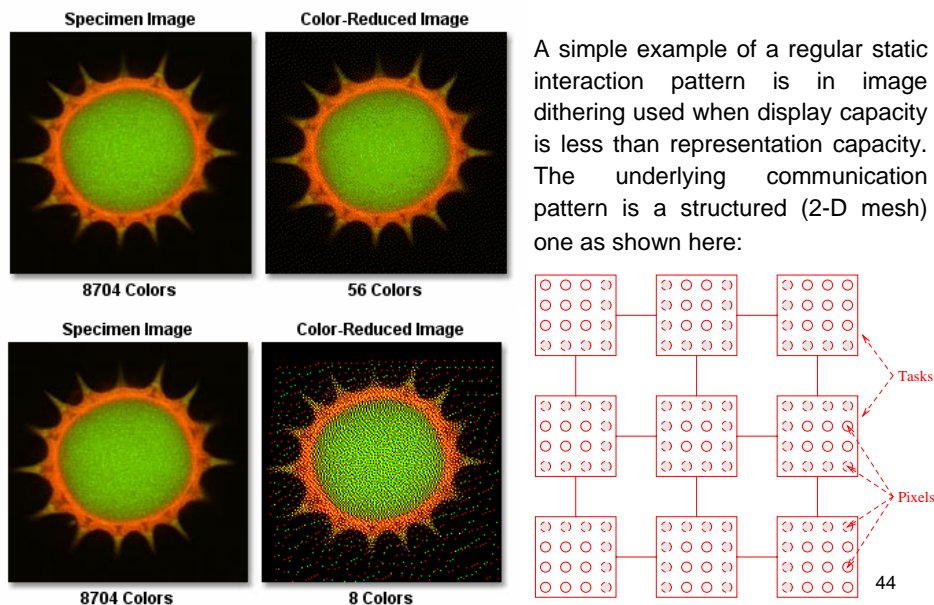 Specimen Image
Color-Reduced Image
8704 Colors
56 Colors
Specimen Image
Color-Reduced Image
8704 Colors
8 Colors
A simple example of a regular static
interaction pattern is in image
dithering used when display capacity
is less than representation capacity.
The underlying communication
pattern is a structured (2-D mesh)
one as shown here:
Tasks
Pixels
44